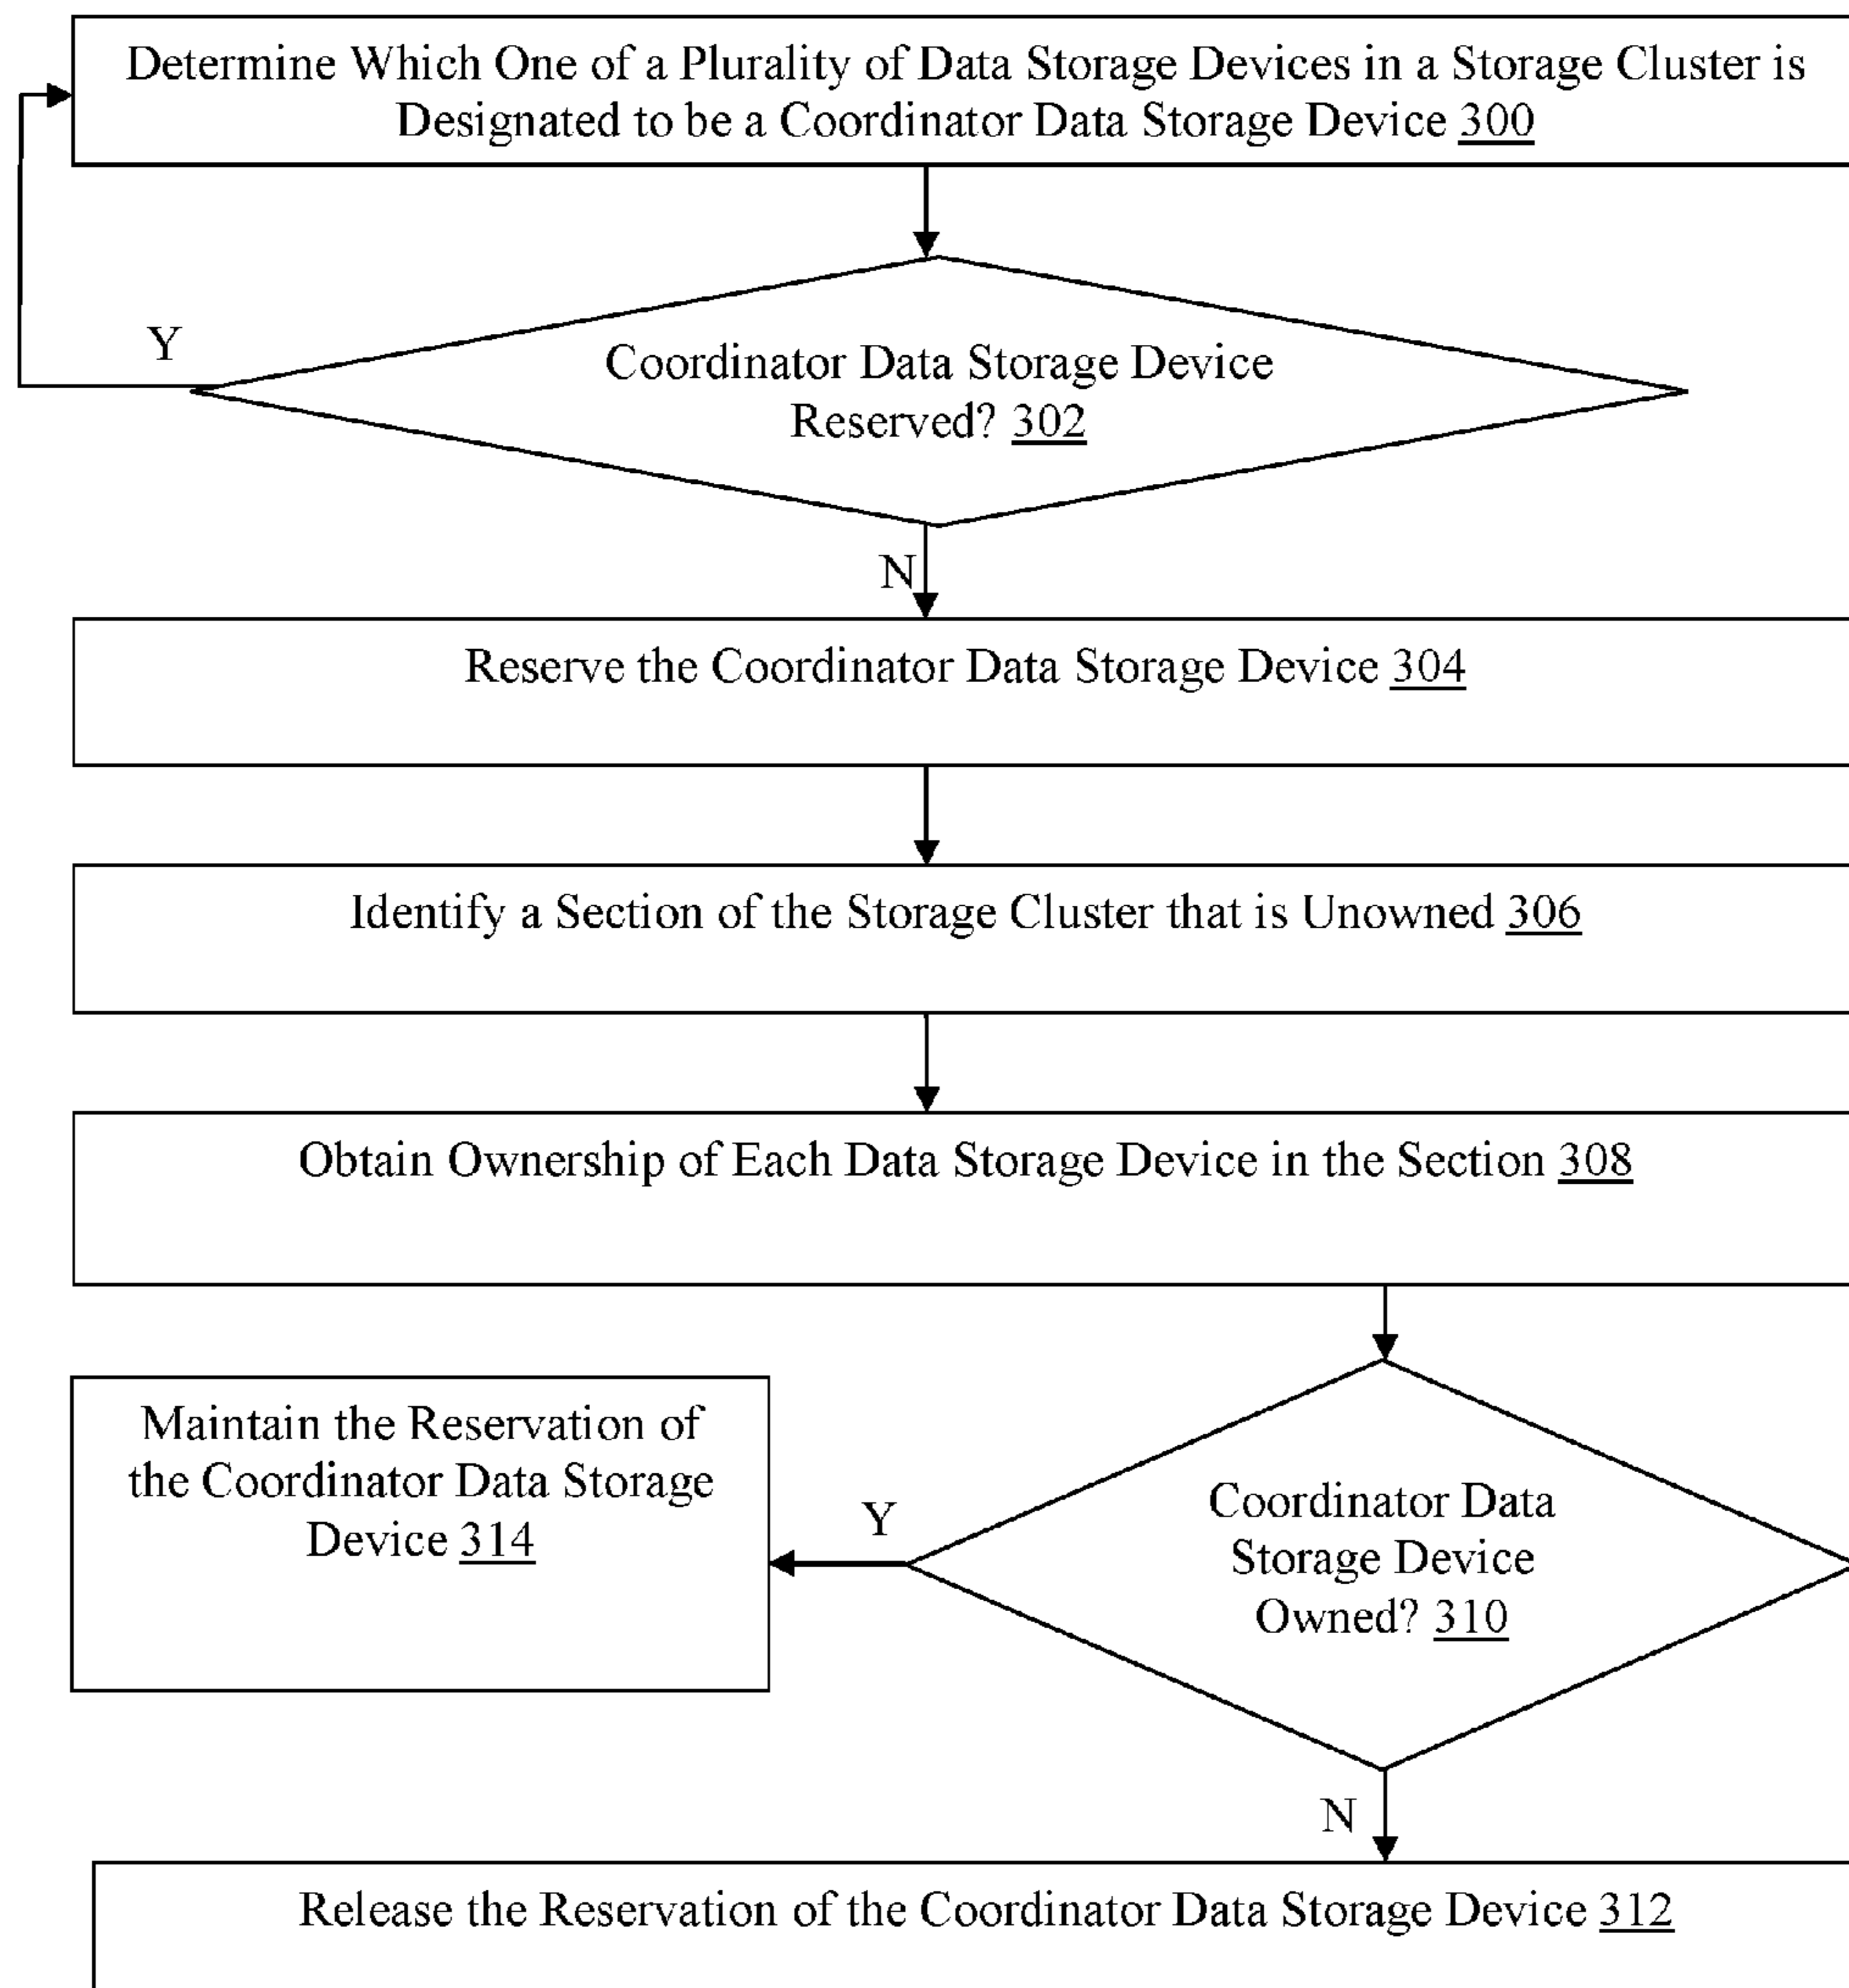 Determine Which One of a Plurality of Data Storage Devices in a Storage Cluster is
Designated to be a Coordinator Data Storage Device 300
Y
Coordinator Data Storage Device
Reserved? 302
N
Reserve the Coordinator Data Storage Device 304
Identify a Section of the Storage Cluster that is Unowned 306
Obtain Ownership of Each Data Storage Device in the Section 308
Maintain the Reservation of
the Coordinator Data Storage
Device 314
Y
Coordinator Data
Storage Device
Owned? 310
N
Release the Reservation of the Coordinator Data Storage Device 312